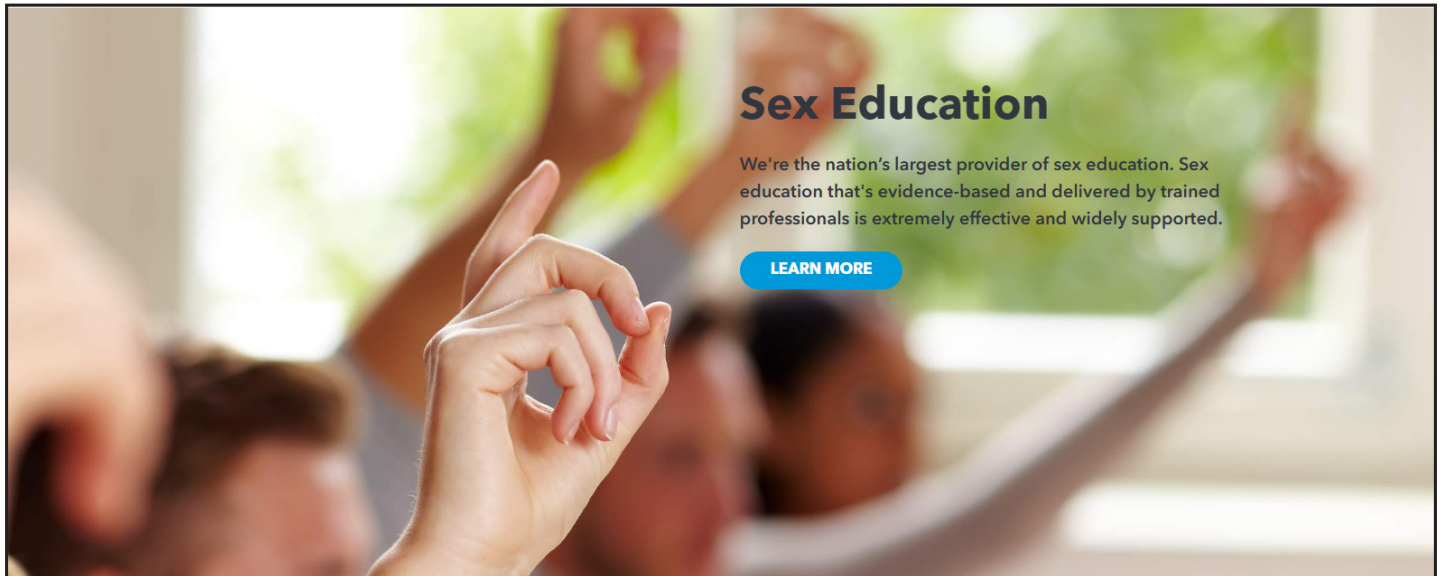 Sex Education
We're the nation’s largest provider of sex education. Sex
education that's evidence-based and delivered by trained
professionals is extremely effective and widely supported.
LEARN MORE